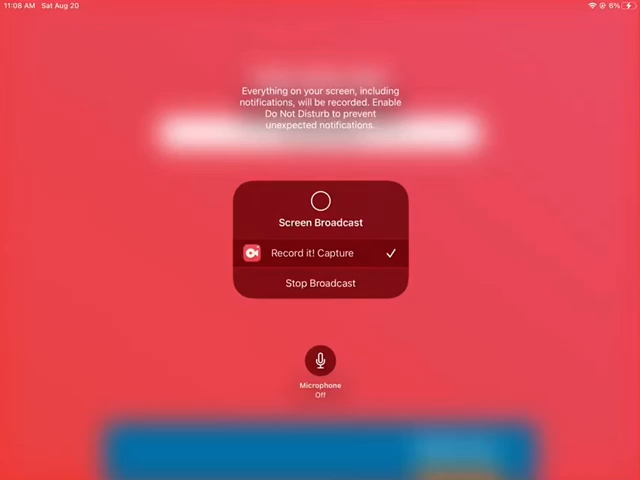 11:08 AM Sat Aug 20
6%
Everything on your screen, including
notifications, will be recorded. Enable
Do Not Disturb to prevent
unexpected notifications.
Screen Broadcast
Record it! Capture
Stop Broadcast
Microphone
Off